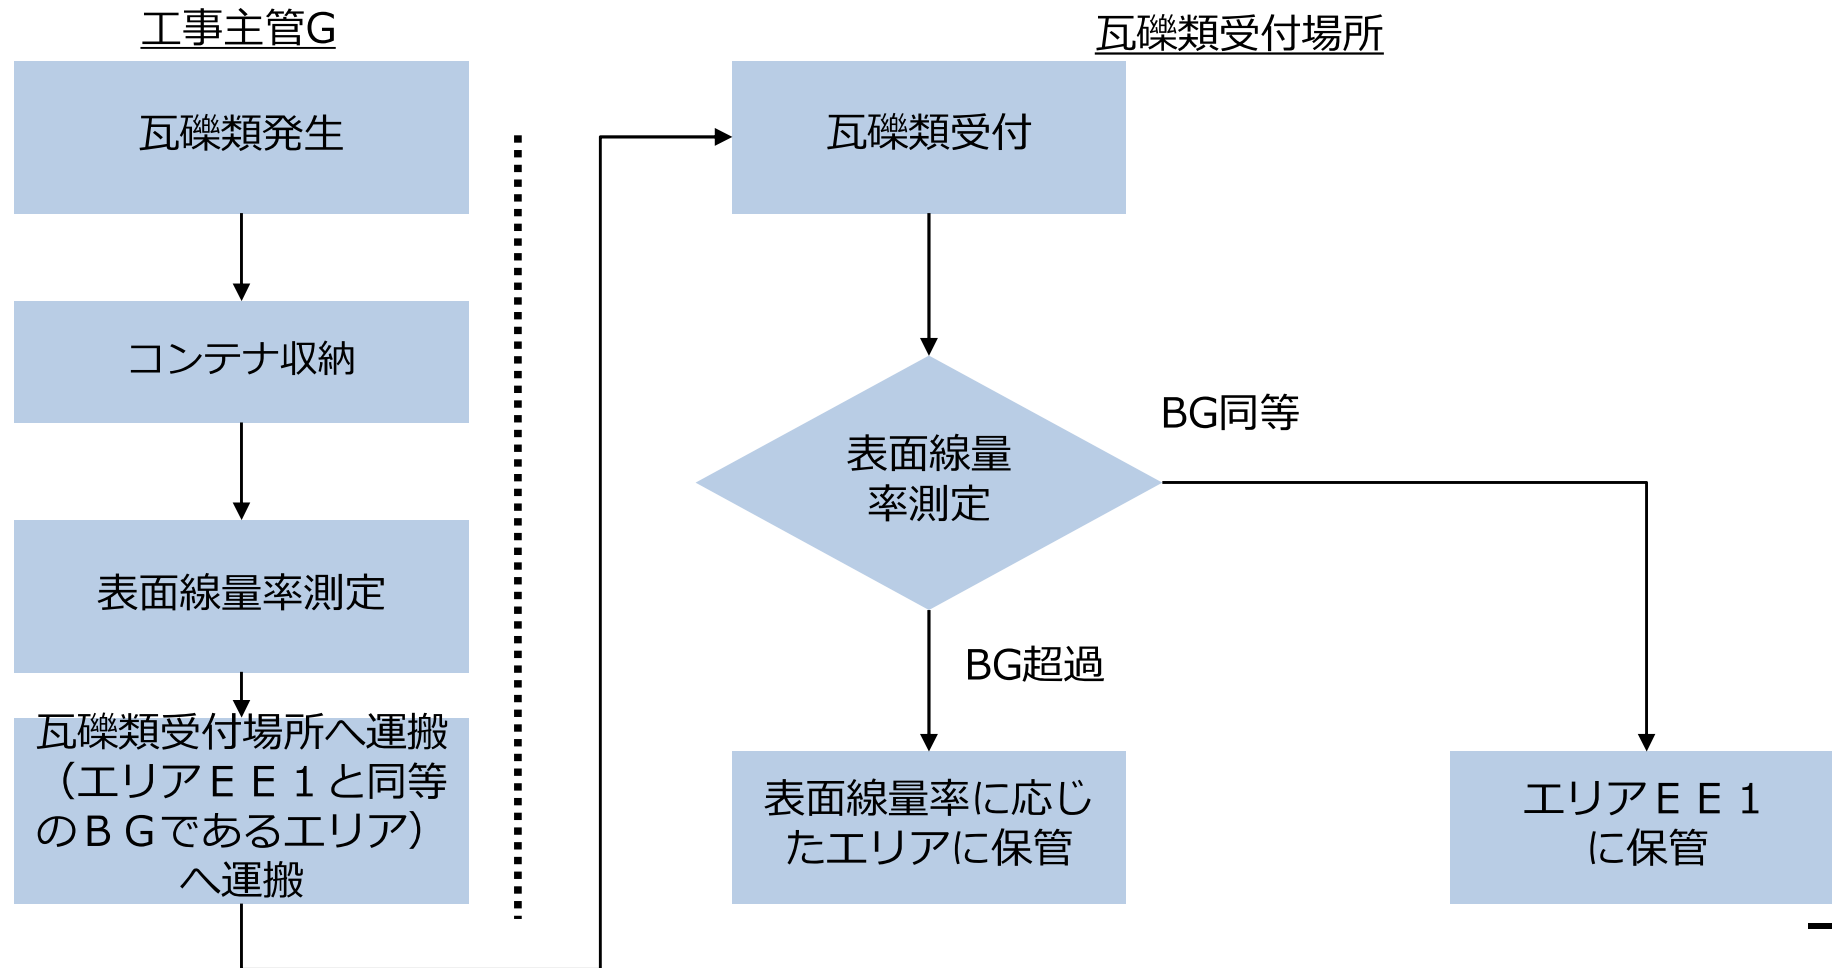 工事主管G
瓦礫類発生
コンテナ収納
表面線量率測定
瓦礫類受付場所へ運搬
（エリアＥＥ１と同等
のＢＧであるエリア）
へ運搬
瓦礫類受付場所
瓦礫類受付
表面線量
率測定
BG同等
BG超過
表面線量率に応じ
たエリアに保管
エリアＥＥ１
に保管